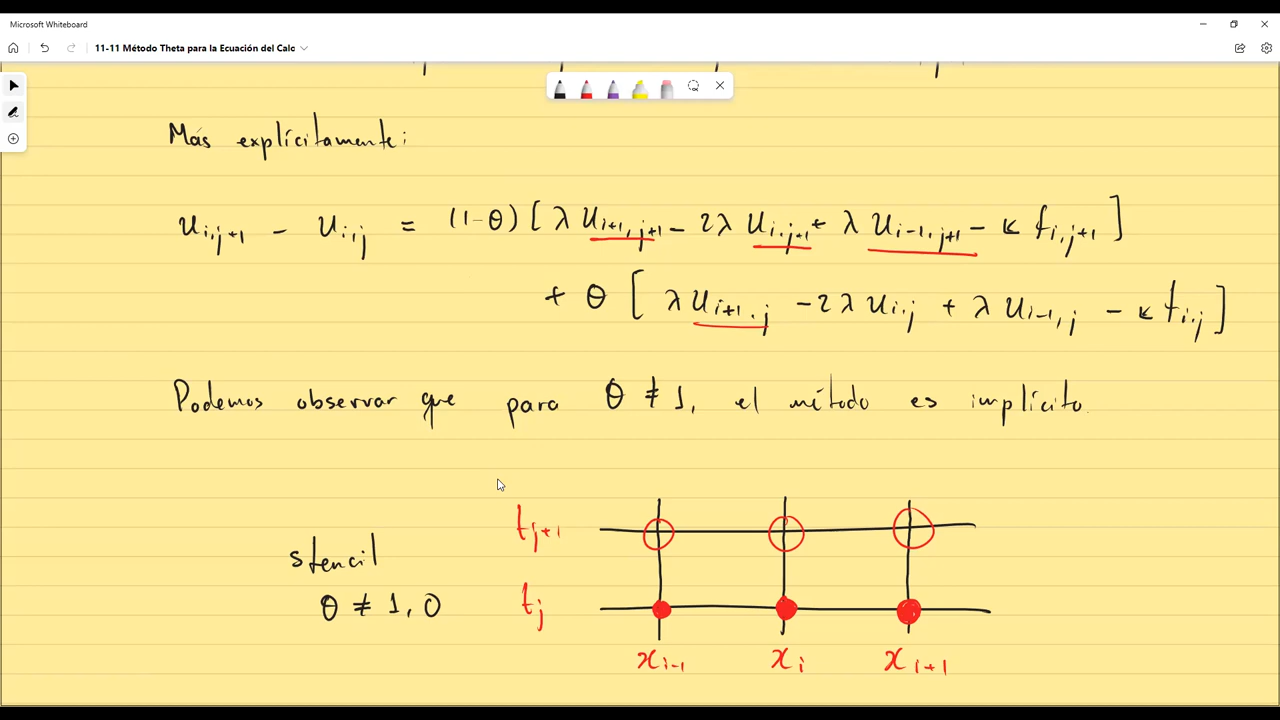 Microsoft Whiteboard
11-11 Método Theta para la Ecuación del Calo
Más explícitamente:
u_{i,j+1} - u_{i,j} = (1-θ)[λ u_{i+1,j+1} - 2λ u_{i,j+1} + λ u_{i-1,j+1} - κ f_{i,j+1}]
+ θ [λ u_{i+1,j} - 2λ u_{i,j} + λ u_{i-1,j} - κ f_{i,j}]
Podemos observar que para θ ≠ 1, el método es implícito.
t_{j+1}
stencil
θ ≠ 1, 0
t_j
x_{i-1} x_i x_{i+1}